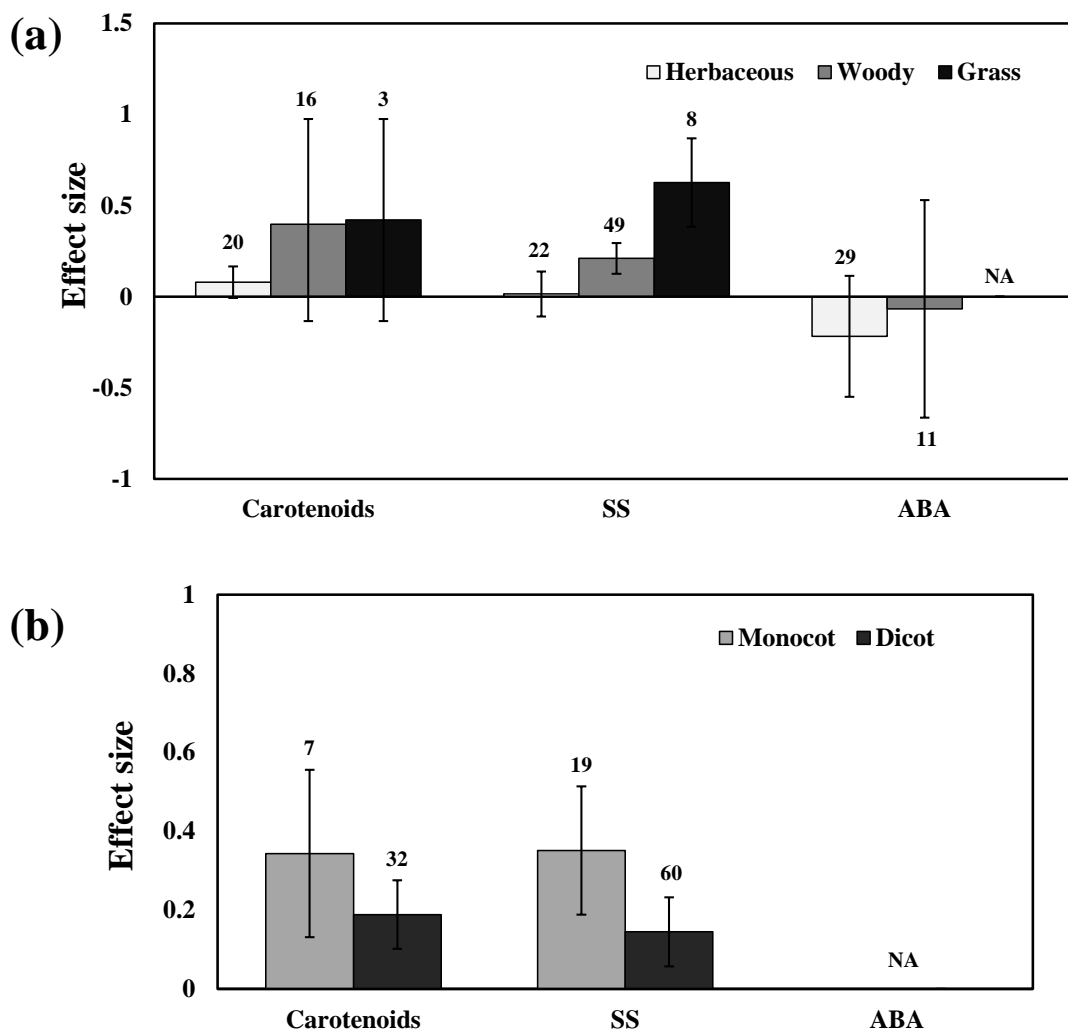 (a)
1.5
1
0.5
0
-0.5
-1
Effect size
Herbaceous Woody Grass
20 16 3
22 49 8
29 11 NA
Carotenoids SS ABA
(b)
1
0.8
0.6
0.4
0.2
0
Effect size
Monocot Dicot
7 32
19 60
NA
Carotenoids SS ABA